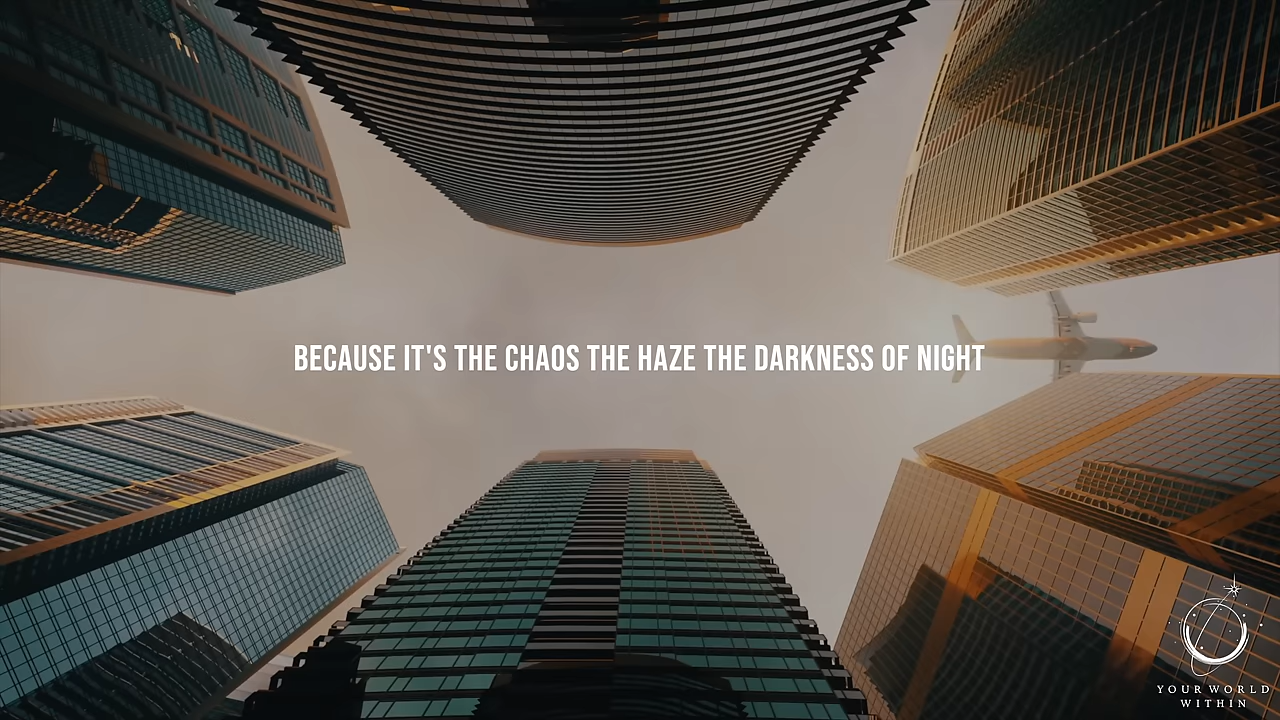 BECAUSE IT'S THE CHAOS THE HAZE THE DARKNESS OF NIGHT
YOUR WORLD
WITHIN